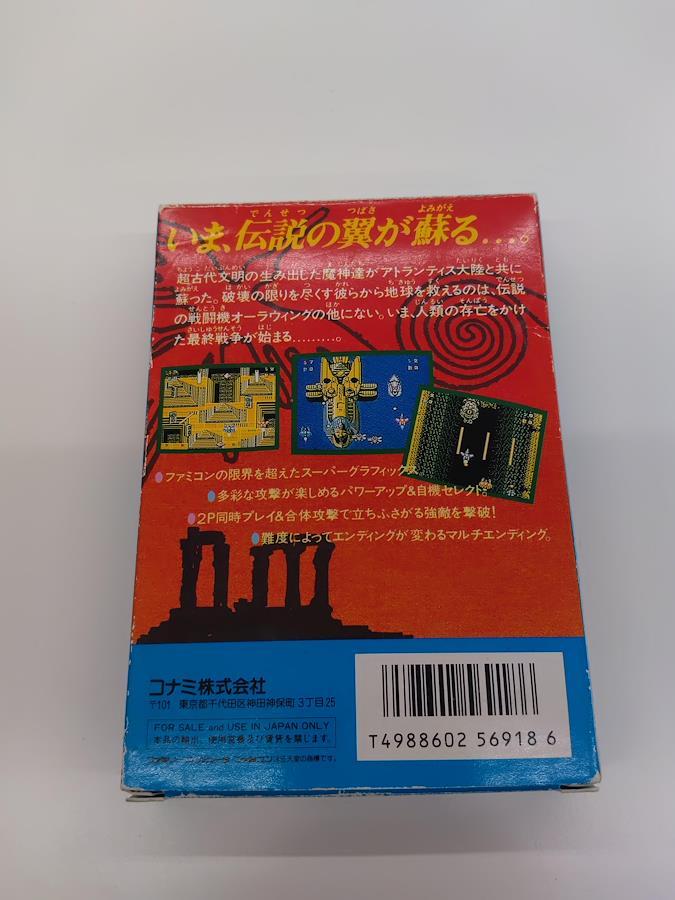 いま、伝説の翼が蘇る…。
超古代文明の生み出した魔神達がアトランティス大陸と共に
蘇った。破壊の限りを尽くす彼らから地球を救えるのは、伝説
の戦闘機オーラウィングの他にない。いま、人類の存亡をかけ
た最終戦争が始まる………。
ファミコンの限界を超えたスーパーグラフィックス
多彩な攻撃が楽しめるパワーアップ&自機セレクト。
2P同時プレイ&合体攻撃で立ちふさがる強敵を撃破!
難度によってエンディングが変わるマルチエンディング。
コナミ株式会社
〒101 東京都千代田区神田神保町3丁目25
FOR SALE and USE IN JAPAN ONLY
本品の輸出、使用営業及び賃貸を禁じます。
T4988602 56918 6